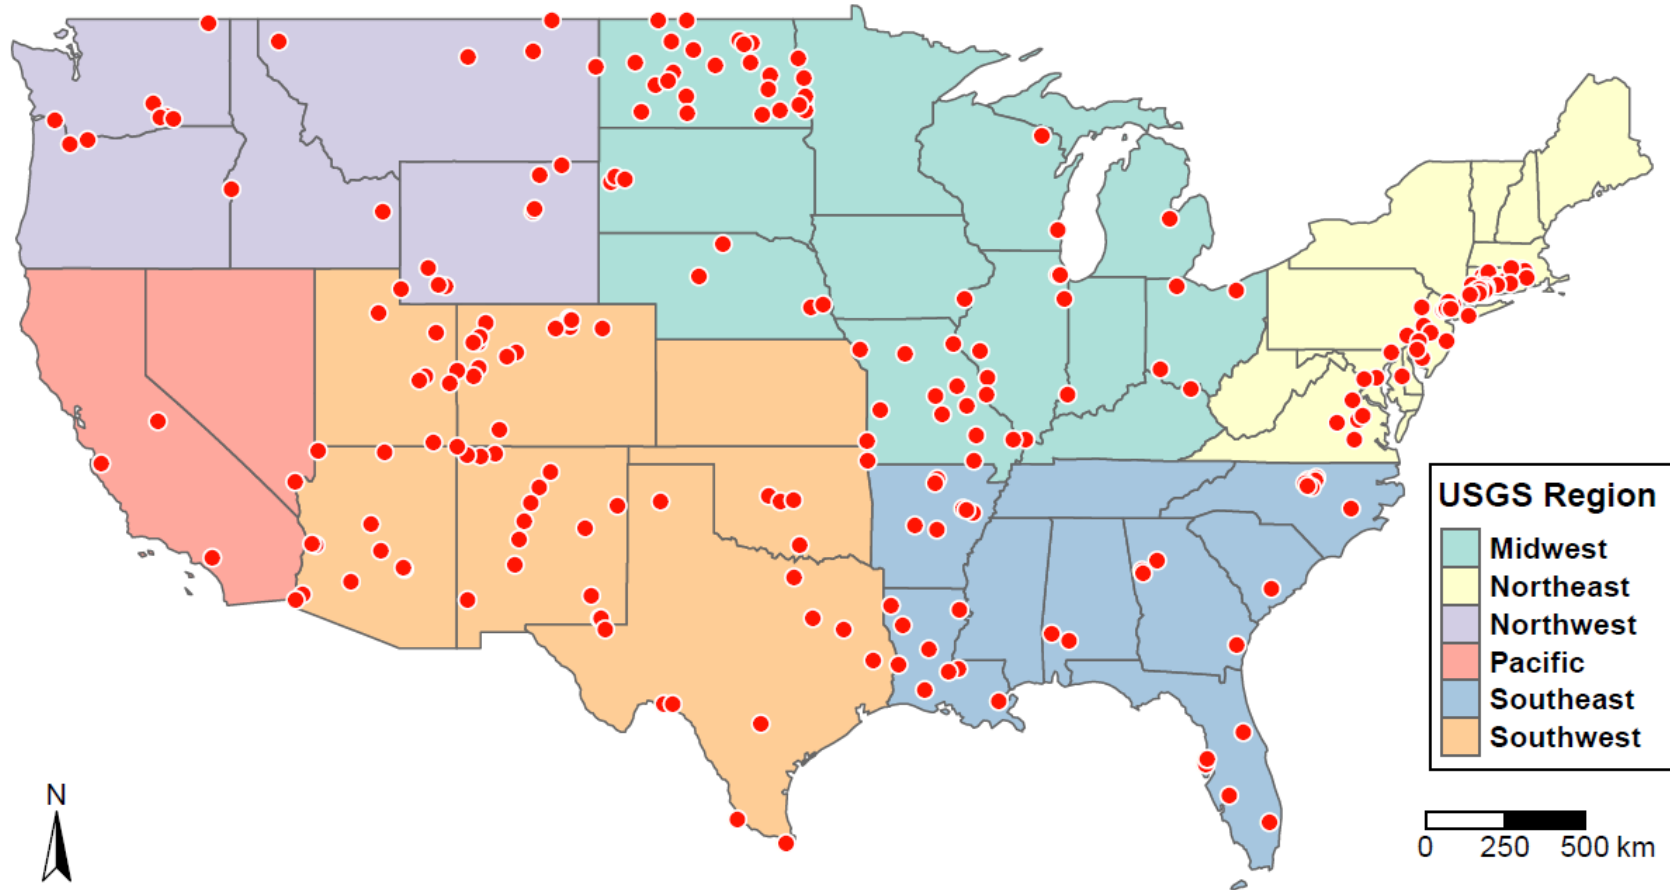 USGS Region
Midwest
Northeast
Northwest
Pacific
Southeast
Southwest
N
0 250 500 km